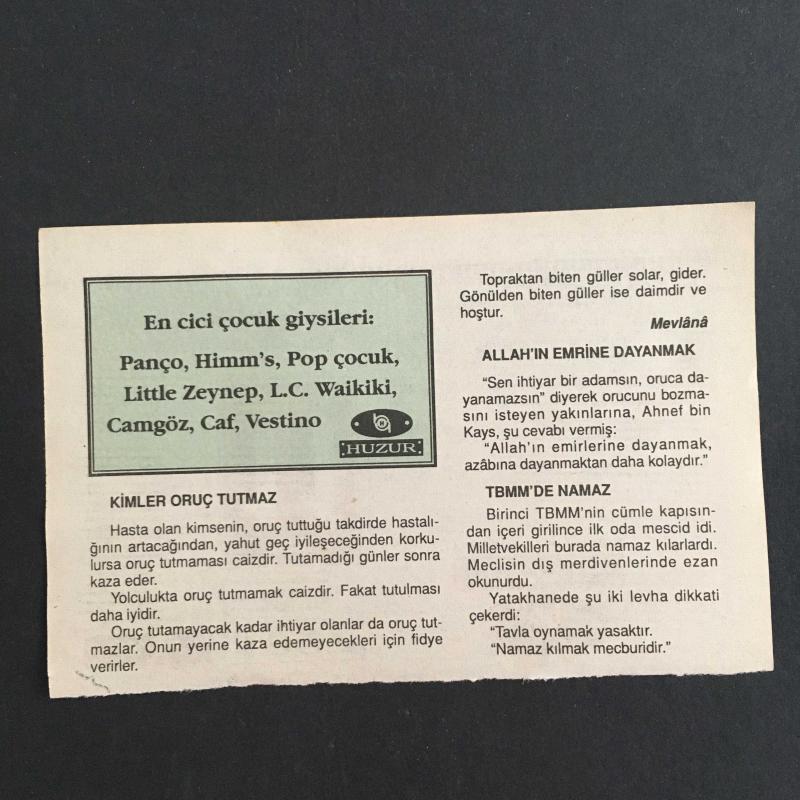 En cici çocuk giysileri:
Panço, Himm's, Pop çocuk,
Little Zeynep, L.C. Waikiki,
Camgöz, Caf, Vestino
HUZUR
KİMLER ORUÇ TUTMAZ
Hasta olan kimsenin, oruç tuttuğu takdirde hastalı-
ğının artacağından, yahut geç iyileşeceğinden korku-
lursa oruç tutmaması caizdir. Tutamadığı günler sonra
kaza eder.
Yolculukta oruç tutmamak caizdir. Fakat tutulması
daha iyidir.
Oruç tutamayacak kadar ihtiyar olanlar da oruç tut-
mazlar. Onun yerine kaza edemeyecekleri için fidye
verirler.
Topraktan biten güller solar, gider.
Gönülden biten güller ise daimdir ve
hoştur.
Mevlânâ
ALLAH'IN EMRİNE DAYANMAK
"Sen ihtiyar bir adamsın, oruca da-
yanamazsın" diyerek orucunu bozma-
sını isteyen yakınlarına, Ahnef bin
Kays, şu cevabı vermiş:
"Allah'ın emirlerine dayanmak,
azâbına dayanmaktan daha kolaydır."
TBMM'DE NAMAZ
Birinci TBMM'nin cümle kapısın-
dan içeri girilince ilk oda mescid idi.
Milletvekilleri burada namaz kılarlardı.
Meclisin dış merdivenlerinde ezan
okunurdu.
Yatakhanede şu iki levha dikkati
çekerdi:
"Tavla oynamak yasaktır.
"Namaz kılmak mecburidir."